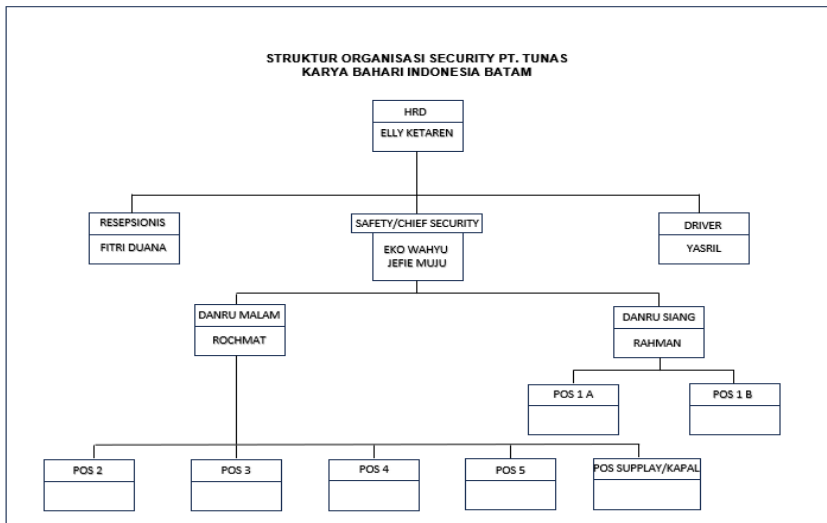 STRUKTUR ORGANISASI SECURITY PT. TUNAS
KARYA BAHARI INDONESIA BATAM
HRD
ELLY KETAREN
RESEPSIONIS
FITRI DUANA
SAFETY/CHIEF SECURITY
EKO WAHYU
JEFIE MUJU
DRIVER
YASRIL
DANRU MALAM
ROCHMAT
DANRU SIANG
RAHMAN
POS 1 A
POS 1 B
POS 2
POS 3
POS 4
POS 5
POS SUPPLAY/KAPAL